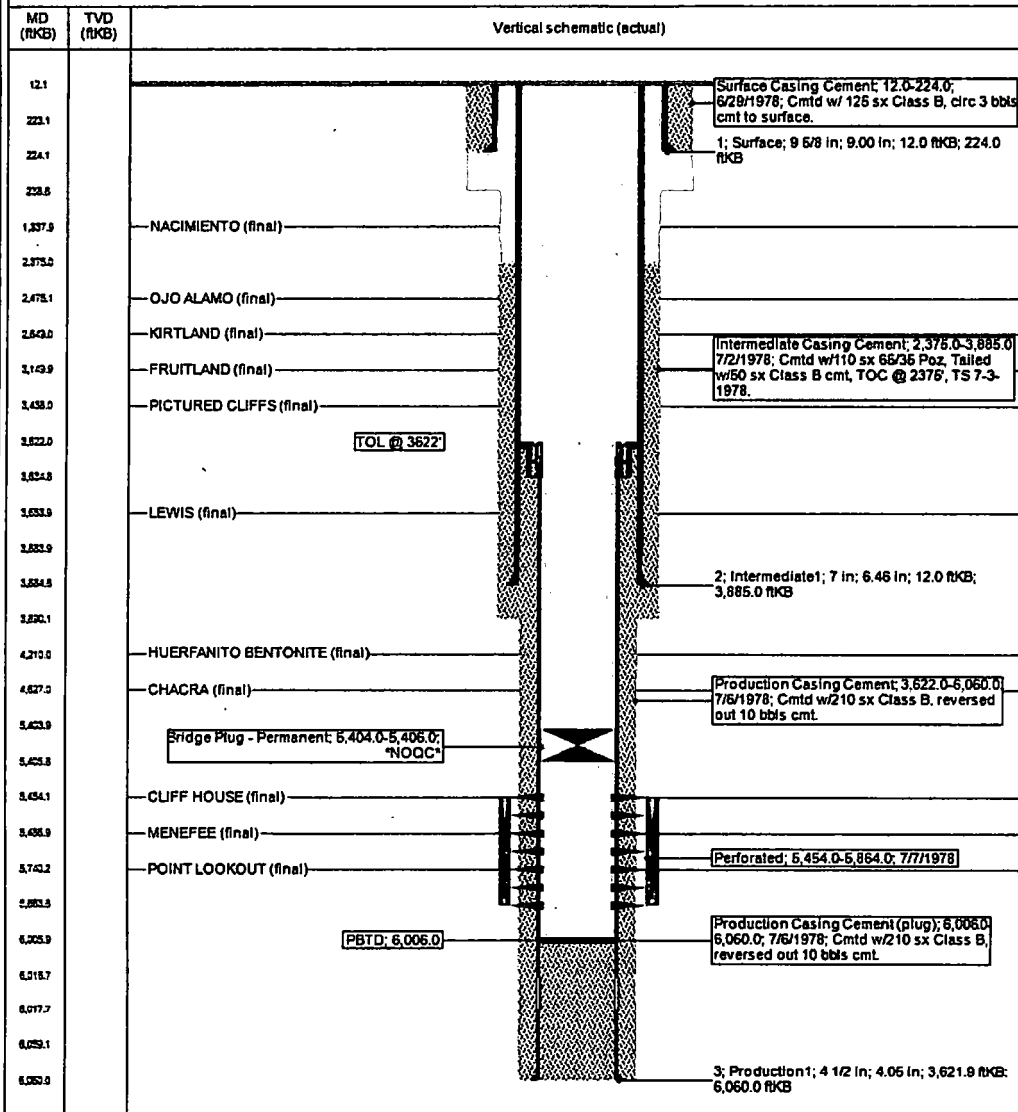 MD (ftKB)
TVD (ftKB)
Vertical schematic (actual)
12.1
223.1
224.1
1,337.9
2,375.0
2,475.1
3,438.0
3,622.0
3,653.9
3,883.9
4,627.0
5,403.9
5,743.2
6,005.9
NACIMIENTO (final)
OJO ALAMO (final)
KIRTLAND (final)
FRUITLAND (final)
PICTURED CLIFFS (final)
TOL @ 3622'
LEWIS (final)
HUERFANITO BENTONITE (final)
CHACRA (final)
Bridge Plug - Permanent; 5,404.0-5,406.0;
*NOQC*
CLIFF HOUSE (final)
MENEFEE (final)
POINT LOOKOUT (final)
PBTD; 6,006.0
Surface Casing Cement; 12.0-224.0;
6/29/1978; Cmtd w/ 125 sx Class B, circ 3 bbls
cmt to surface.
1; Surface; 9 5/8 in; 9.00 in; 12.0 ftKB; 224.0
ftKB
Intermediate Casing Cement; 2,375.0-3,885.0
7/2/1978; Cmtd w/110 sx 65/35 Poz, Tailed
w/50 sx Class B cmt, TOC @ 2375', TS 7-3-
1978.
2; Intermediate1; 7 in; 6.46 in; 12.0 ftKB;
3,885.0 ftKB
Production Casing Cement; 3,622.0-6,060.0;
7/6/1978; Cmtd w/210 sx Class B, reversed
out 10 bbls cmt.
Perforated; 5,454.0-5,864.0; 7/7/1978
Production Casing Cement (plug); 6,006.0-
6,060.0; 7/6/1978; Cmtd w/210 sx Class B,
reversed out 10 bbls cmt.
3; Production1; 4 1/2 in; 4.05 in; 3,621.9 ftKB;
6,060.0 ftKB